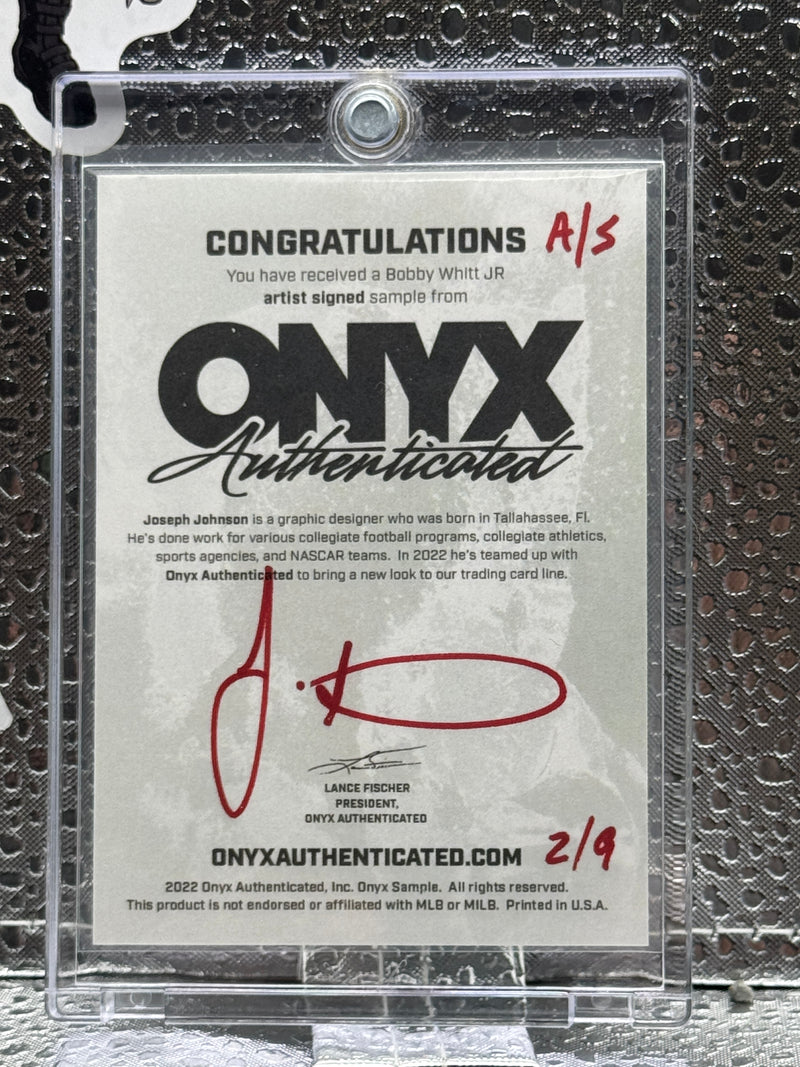 CONGRATULATIONS A/S
You have received a Bobby Whitt JR
artist signed sample from
ONYX
Authenticated
Joseph Johnson is a graphic designer who was born in Tallahassee, Fl.
He's done work for various collegiate football programs, collegiate athletics,
sports agencies, and NASCAR teams. In 2022 he's teamed up with
Onyx Authenticated to bring a new look to our trading card line.
LANCE FISCHER
PRESIDENT,
ONYX AUTHENTICATED
ONYXAUTHENTICATED.COM 2/9
2022 Onyx Authenticated, Inc. Onyx Sample. All rights reserved.
This product is not endorsed or affiliated with MLB or MILB. Printed in U.S.A.